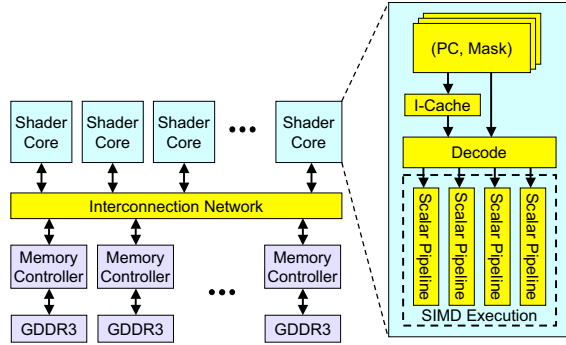 (PC, Mask)
I-Cache
Decode
Scalar Pipeline
Scalar Pipeline
Scalar Pipeline
Scalar Pipeline
SIMD Execution
Shader
Core
Shader
Core
Shader
Core
•••
Shader
Core
Interconnection Network
Memory
Controller
Memory
Controller
•••
Memory
Controller
GDDR3
GDDR3
GDDR3